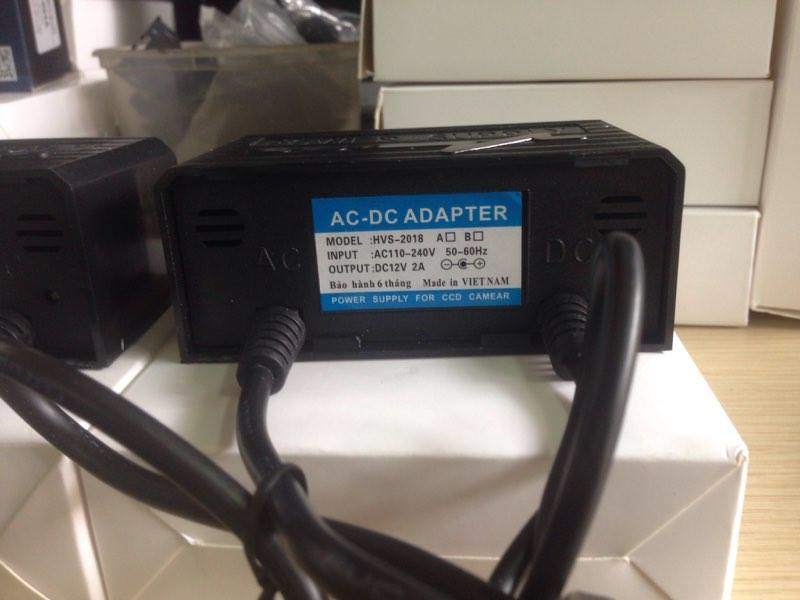 AC-DC ADAPTER
MODEL :HVS-2018 A□ B□
INPUT :AC110-240V 50-60Hz
OUTPUT:DC12V 2A
Bảo hành 6 tháng Made in VIETNAM
POWER SUPPLY FOR CCD CAMEAR
AC
DC